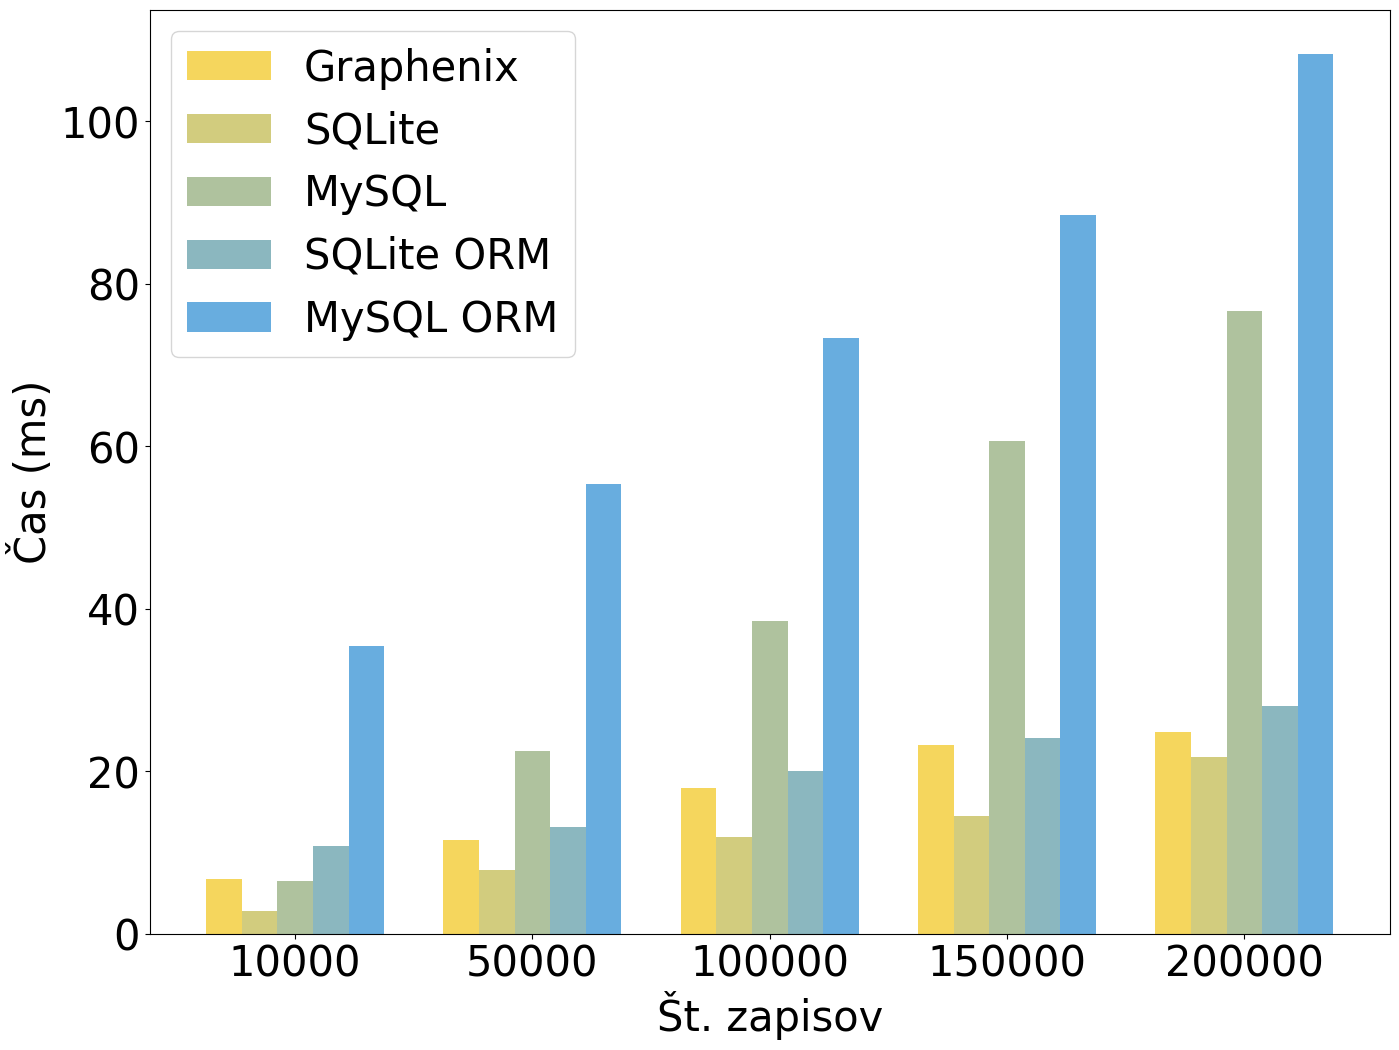 Graphenix
SQLite
MySQL
SQLite ORM
MySQL ORM
100
80
60
40
20
0
Čas (ms)
10000 50000 100000 150000 200000
Št. zapisov